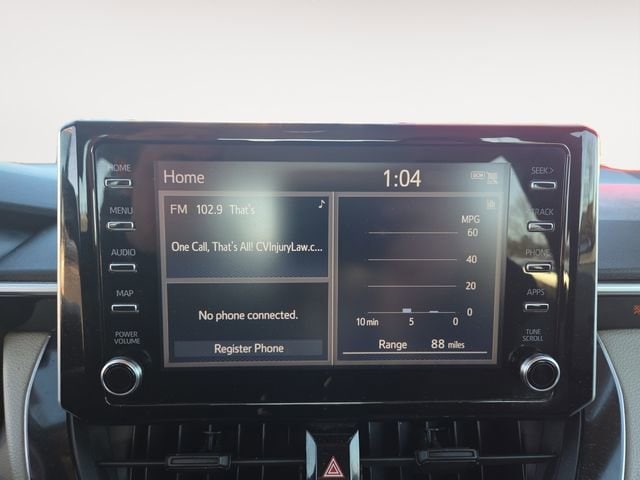 HOME
MENU
AUDIO
MAP
POWER
VOLUME
Home
1:04
DCM
FM 102.9 That's
One Call, That's All! CVInjuryLaw.c...
No phone connected.
Register Phone
MPG
60
40
20
0
10 min 5 0
Range 88 miles
SEEK >
TRACK
PHONE
APPS
TUNE
SCROLL